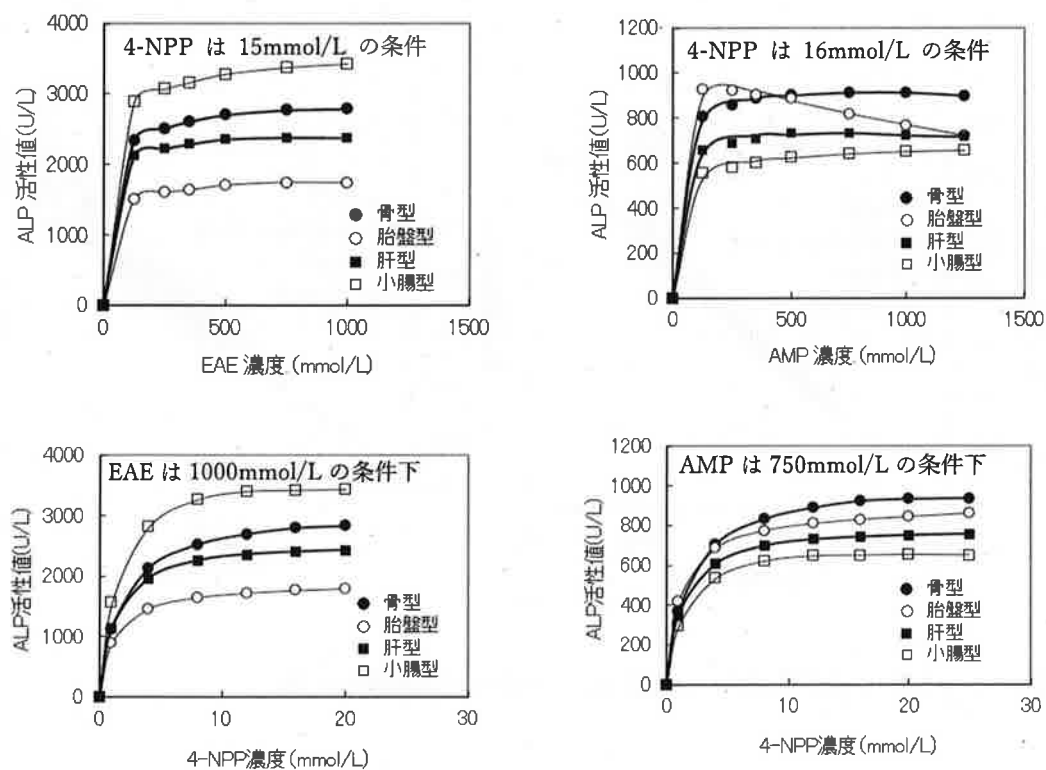 4-NPP は 15mmol/L の条件
ALP 活性値(U/L)
4000
3000
2000
1000
0
骨型
胎盤型
肝型
小腸型
0 500 1000 1500
EAE 濃度 (mmol/L)
4-NPP は 16mmol/L の条件
ALP 活性値(U/L)
1200
1000
800
600
400
200
0
骨型
胎盤型
肝型
小腸型
0 500 1000 1500
AMP 濃度 (mmol/L)
EAE は 1000mmol/L の条件下
ALP活性値(U/L)
4000
3000
2000
1000
0
骨型
胎盤型
肝型
小腸型
0 10 20 30
4-NPP濃度(mmol/L)
AMP は 750mmol/L の条件下
ALP活性値(U/L)
1200
1000
800
600
400
200
0
骨型
胎盤型
肝型
小腸型
0 10 20 30
4-NPP濃度(mmol/L)